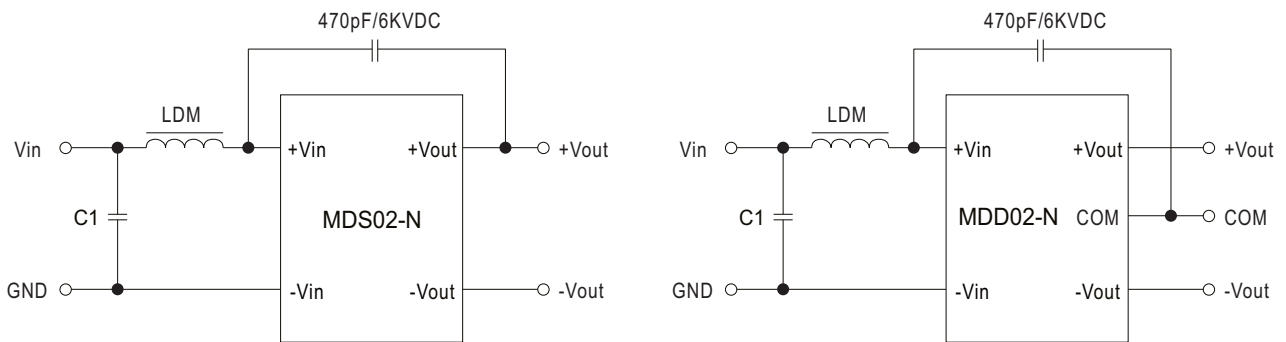 470pF/6KVDC
LDM
Vin
+Vin
+Vout
+Vout
C1
MDS02-N
GND
-Vin
-Vout
-Vout
470pF/6KVDC
LDM
Vin
+Vin
+Vout
+Vout
C1
MDD02-N
COM
COM
GND
-Vin
-Vout
-Vout